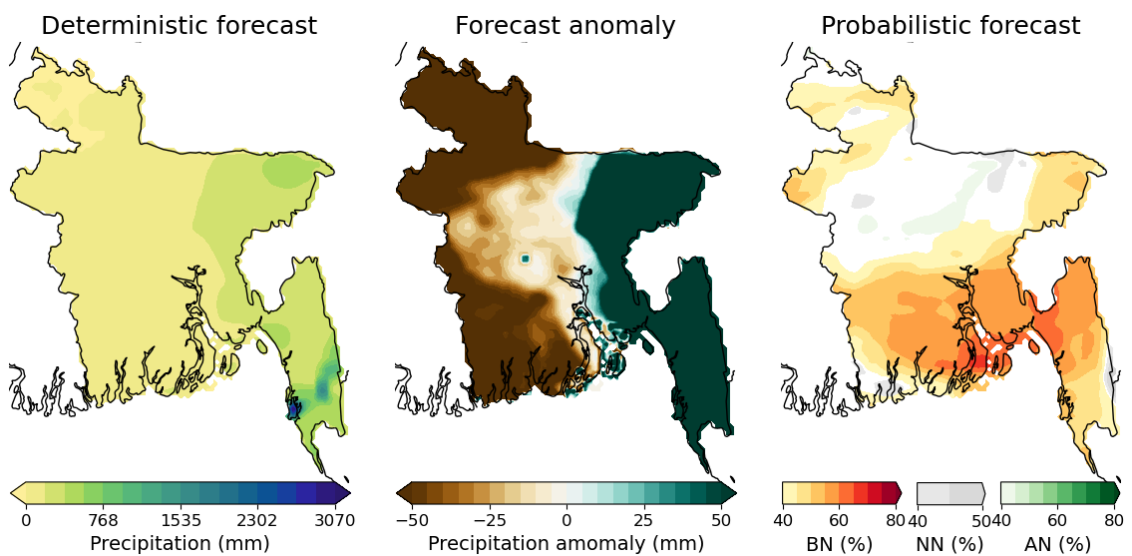 Deterministic forecast
Forecast anomaly
Probabilistic forecast
0 768 1535 2302 3070
Precipitation (mm)
−50 −25 0 25 50
Precipitation amomaly (mm)
40 60 80
BN (%)
40 50
NN (%)
40 60 80
AN (%)